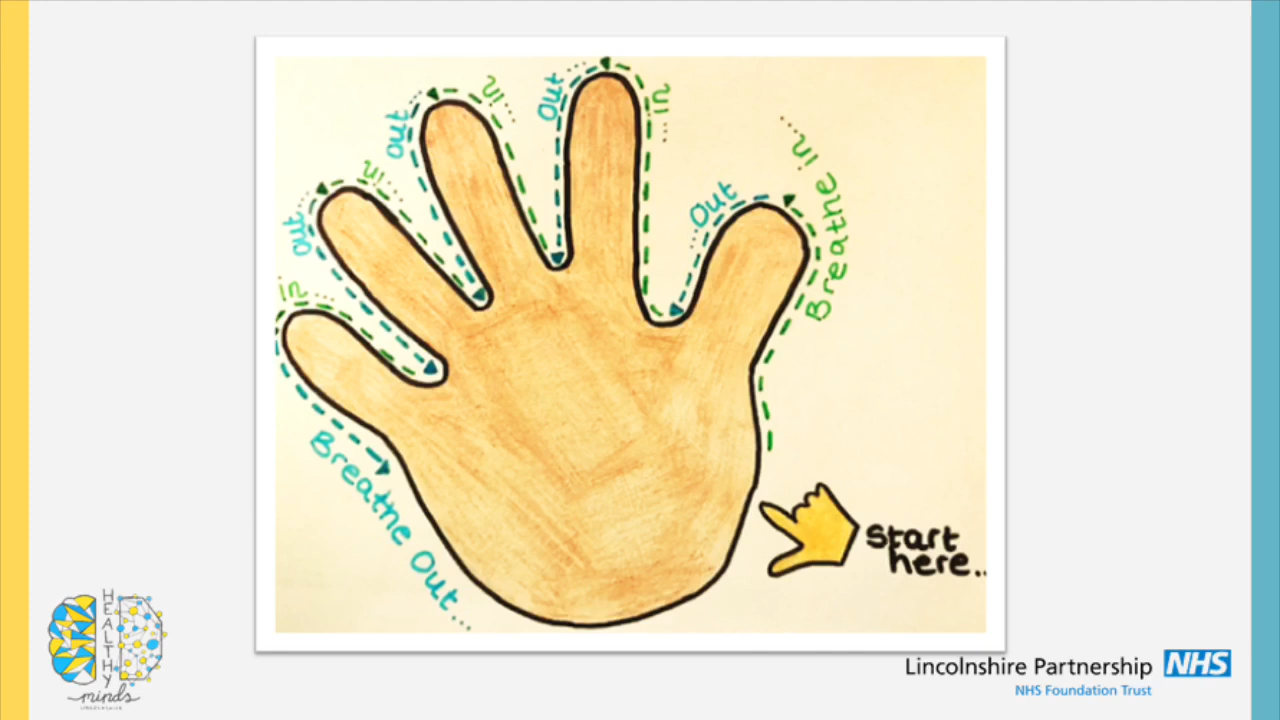 Start
here..
Breathe in...
Out...
in...
Out...
in...
out...
in...
out...
in...
Breathe Out...
HEALTHY
minds
LINCOLNSHIRE
Lincolnshire Partnership NHS
NHS Foundation Trust